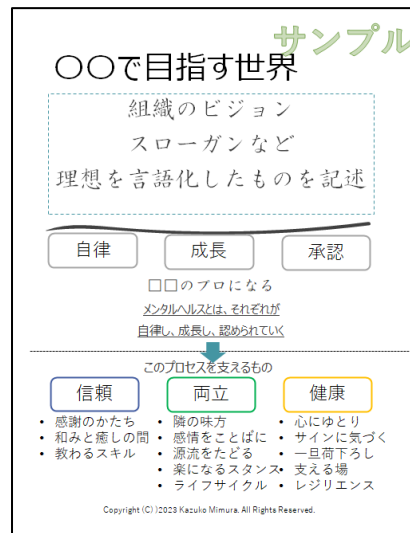 サンプル
〇〇で目指す世界
組織のビジョン
スローガンなど
理想を言語化したものを記述
自律 成長 承認
□□のプロになる
メンタルヘルスとは、それぞれが
自律し、成長し、認められていく
このプロセスを支えるもの
信頼 両立 健康
• 感謝のかたち • 隣の味方 • 心にゆとり
• 和みと癒しの間 • 感情をことばに • サインに気づく
• 教わるスキル • 源流をたどる • 一旦荷下ろし
• 楽になるスタンス • 支える場
• ライフサイクル • レジリエンス
Copyright (C) )2023 Kazuko Mimura. All Rights Reserved.